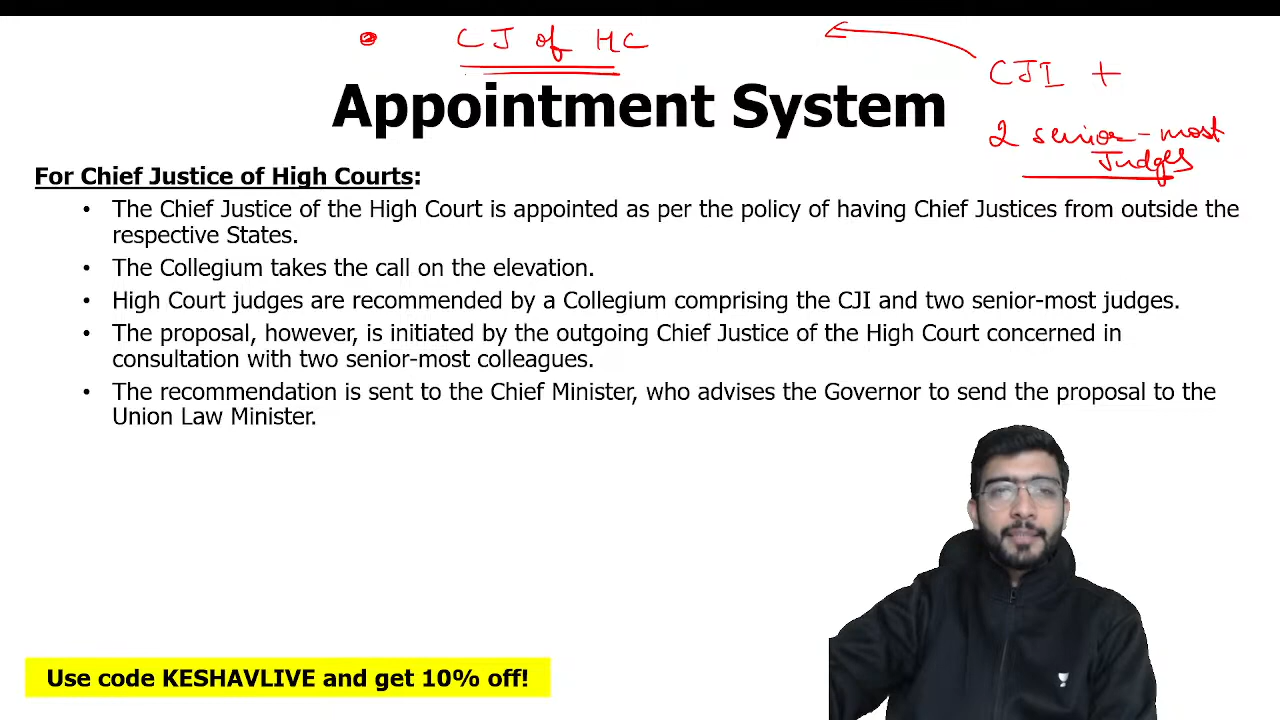 CJ of HC
CJI +
2 senior-most
Judges
Appointment System
For Chief Justice of High Courts:
• The Chief Justice of the High Court is appointed as per the policy of having Chief Justices from outside the
respective States.
• The Collegium takes the call on the elevation.
• High Court judges are recommended by a Collegium comprising the CJI and two senior-most judges.
• The proposal, however, is initiated by the outgoing Chief Justice of the High Court concerned in
consultation with two senior-most colleagues.
• The recommendation is sent to the Chief Minister, who advises the Governor to send the proposal to the
Union Law Minister.
Use code KESHAVLIVE and get 10% off!